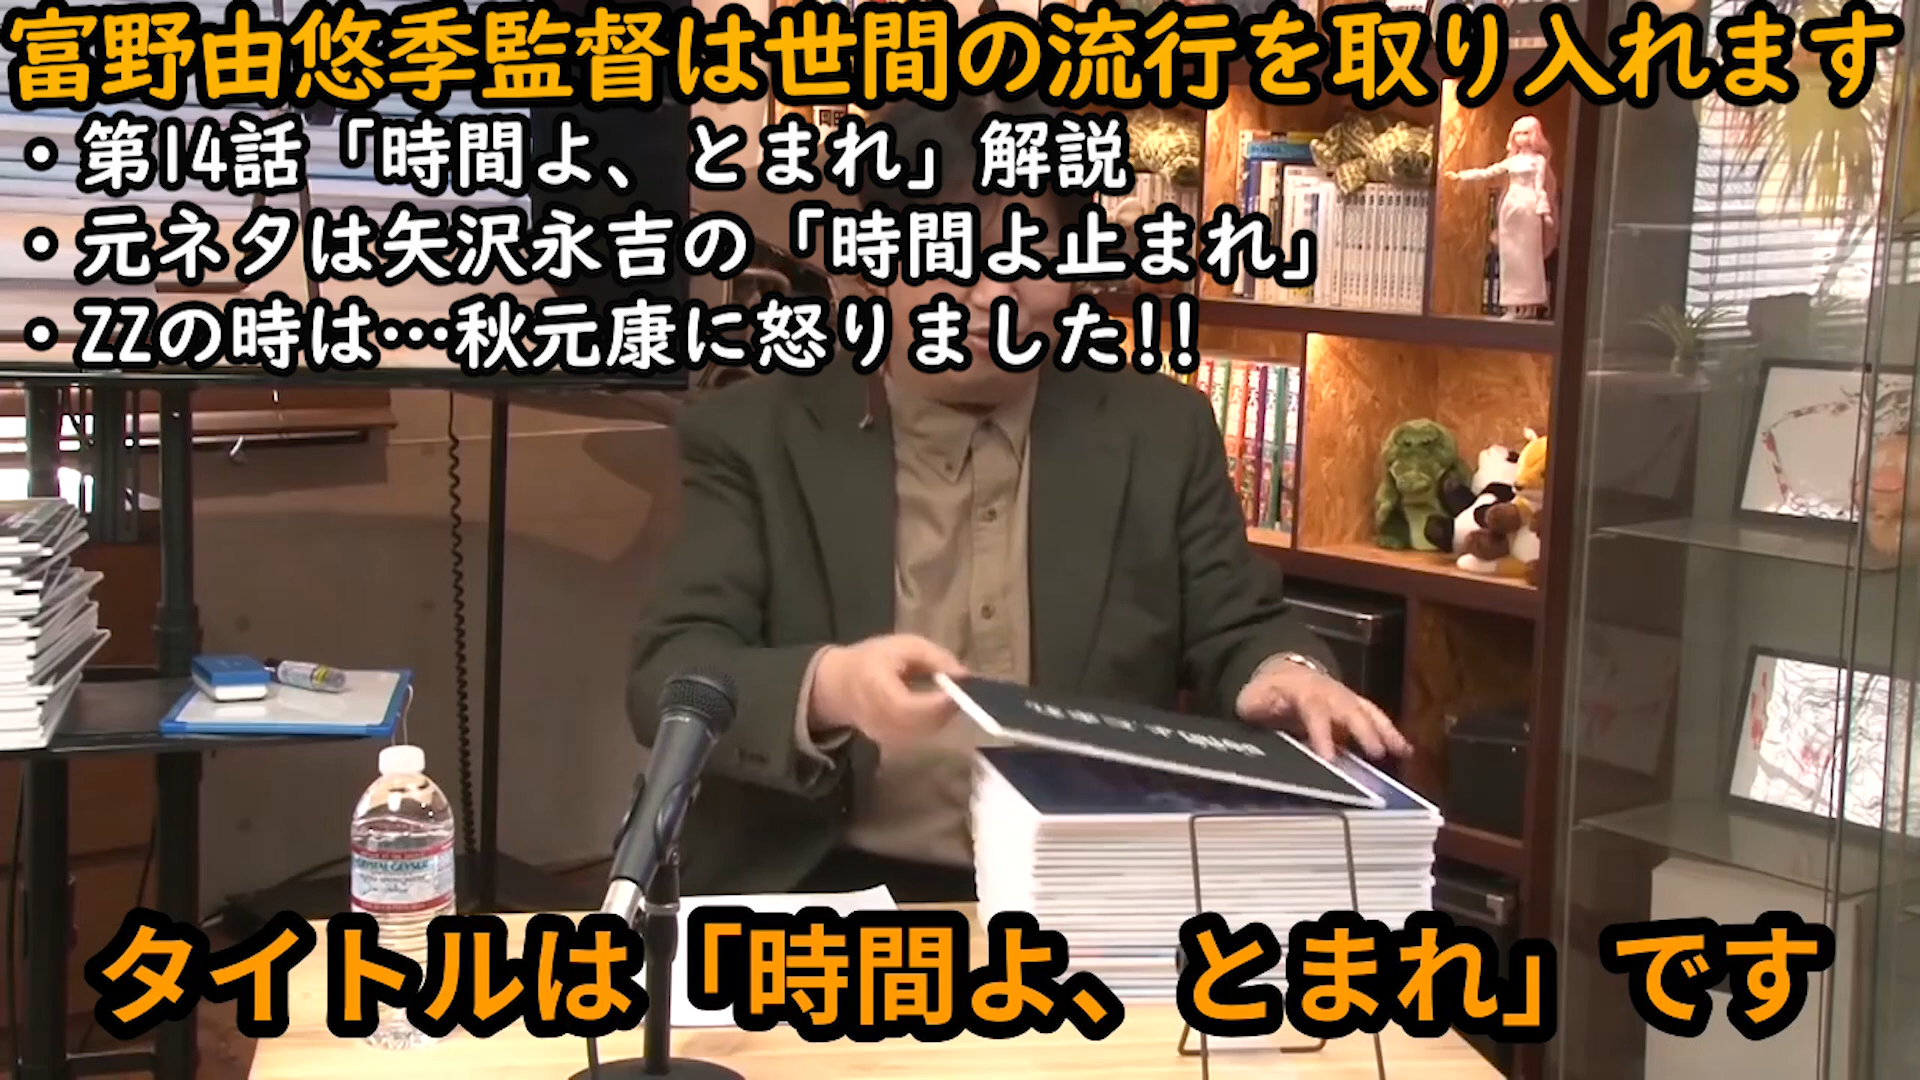 富野由悠季監督は世間の流行を取り入れます
・第14話「時間よ、とまれ」解説
・元ネタは矢沢永吉の「時間よ止まれ」
・ZZの時は…秋元康に怒りました!!
CRYSTAL GEYSER
タイトルは「時間よ、とまれ」です